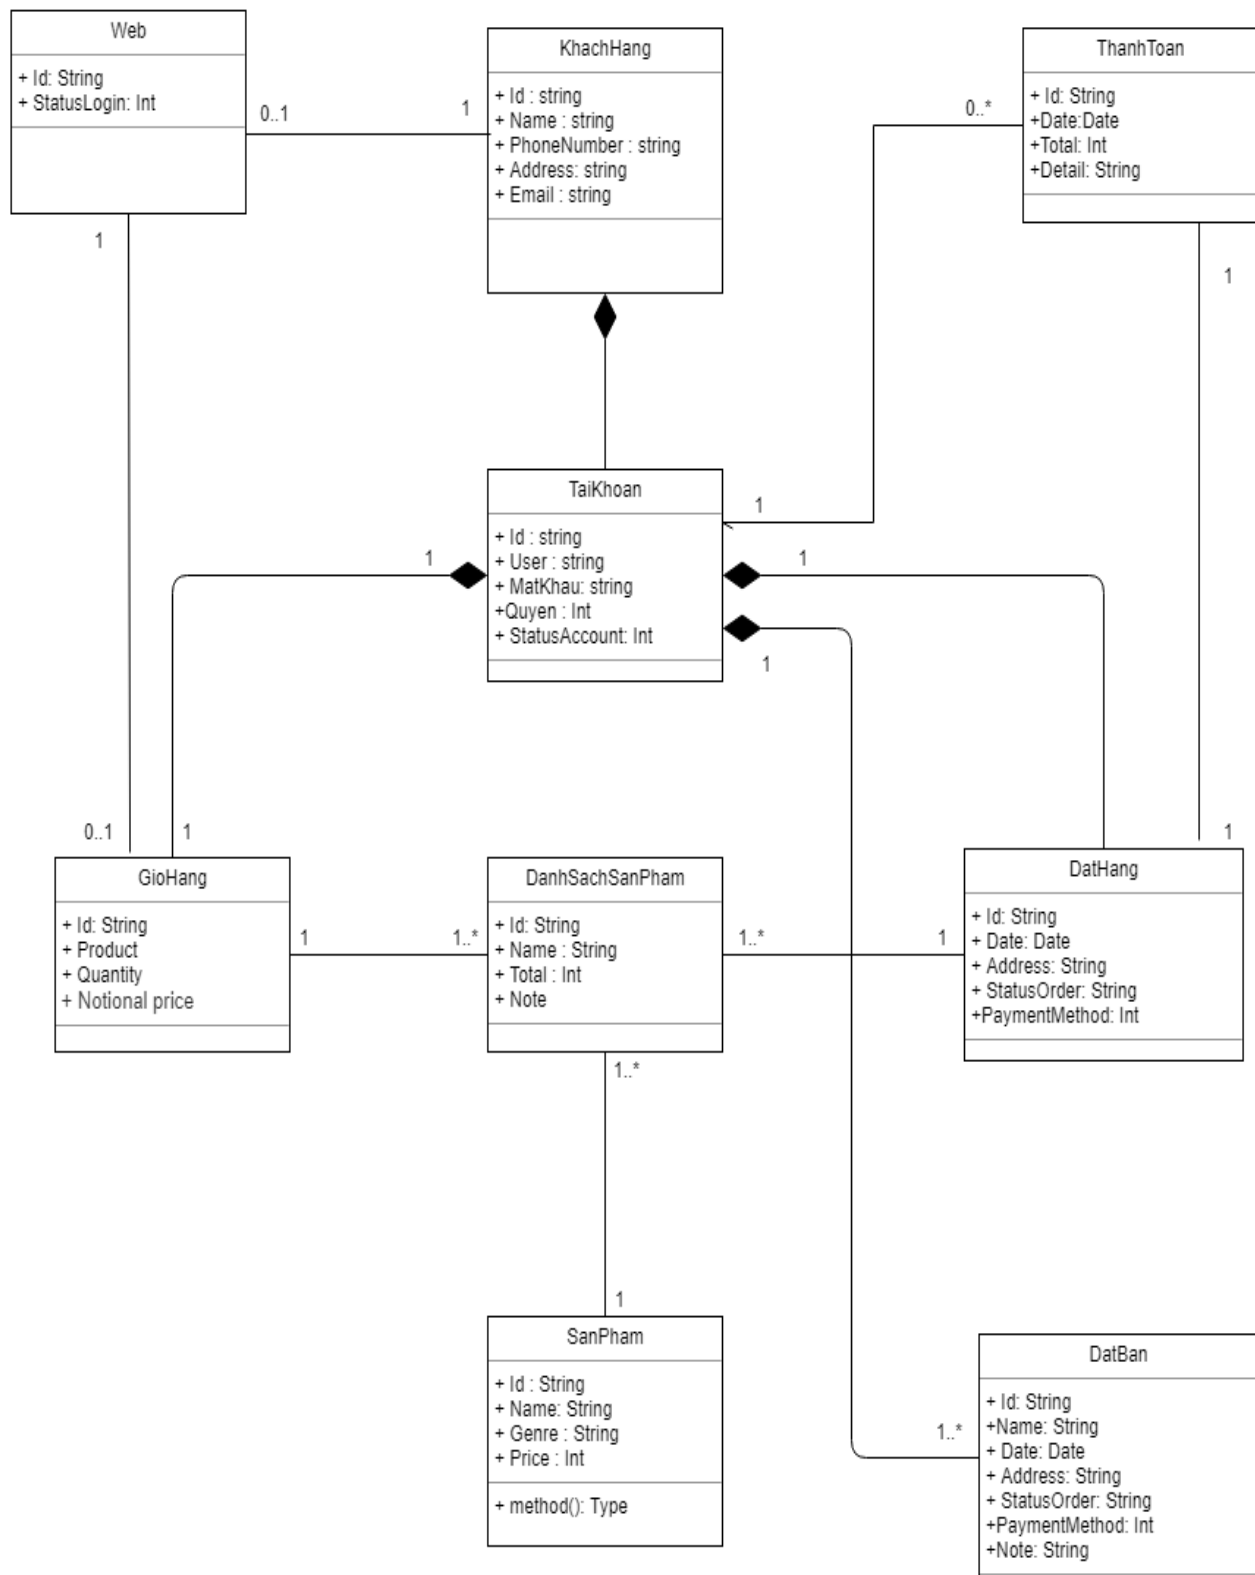 Web
+ Id: String
+ StatusLogin: Int
KhachHang
+ Id : string
+ Name : string
+ PhoneNumber : string
+ Address: string
+ Email : string
ThanhToan
+ Id: String
+Date:Date
+Total: Int
+Detail: String
0..1
1
0..*
1
1
TaiKhoan
+ Id : string
+ User : string
+ MatKhau: string
+Quyen : Int
+ StatusAccount: Int
1
1
1
1
0..1
1
1
GioHang
+ Id: String
+ Product
+ Quantity
+ Notional price
1
1..*
DanhSachSanPham
+ Id: String
+ Name : String
+ Total : Int
+ Note
1..*
1
DatHang
+ Id: String
+ Date: Date
+ Address: String
+ StatusOrder: String
+PaymentMethod: Int
1..*
1
SanPham
+ Id : String
+ Name: String
+ Genre : String
+ Price : Int
+ method(): Type
1..*
DatBan
+ Id: String
+Name: String
+ Date: Date
+ Address: String
+ StatusOrder: String
+PaymentMethod: Int
+Note: String